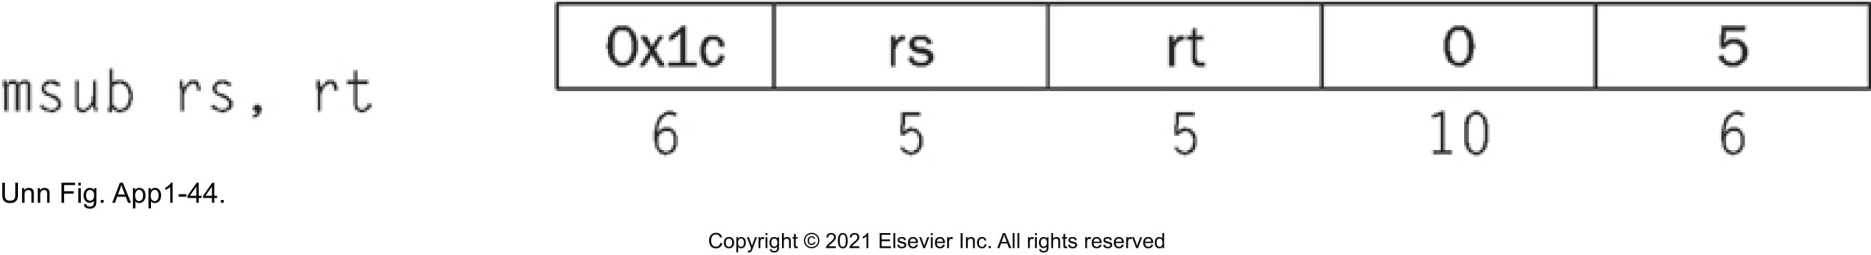 0x1c rs rt 0 5
msub rs, rt
6 5 5 10 6
Unn Fig. App1-44.
Copyright © 2021 Elsevier Inc. All rights reserved